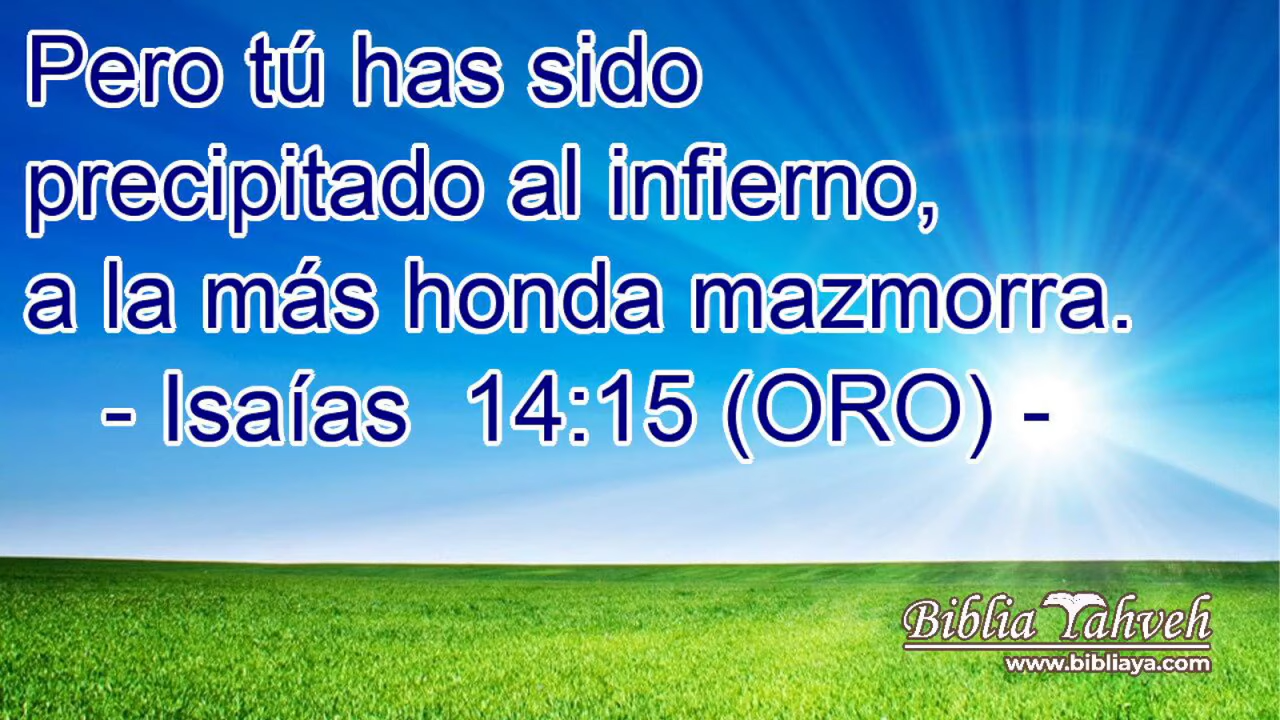 Pero tú has sido
precipitado al infierno,
a la más honda mazmorra.
- Isaías 14:15 (ORO) -
Biblia Yahveh
www.bibliaya.com